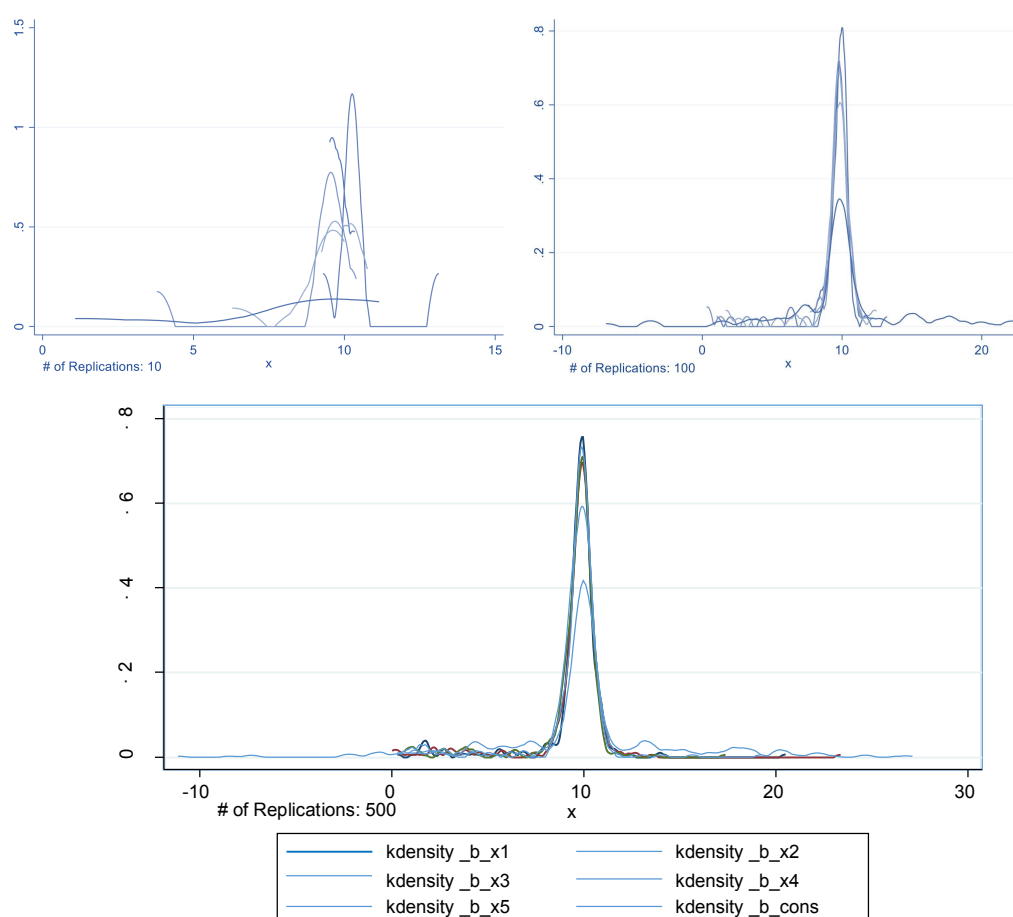 1.5
1
.5
0
0
5
10
15
# of Replications: 10
x
.8
.6
.4
.2
0
-10
0
10
20
# of Replications: 100
x
. 8
. 6
. 4
. 2
0
-10
0
10
20
30
# of Replications: 500
x
kdensity _b_x1
kdensity _b_x2
kdensity _b_x3
kdensity _b_x4
kdensity _b_x5
kdensity _b_cons